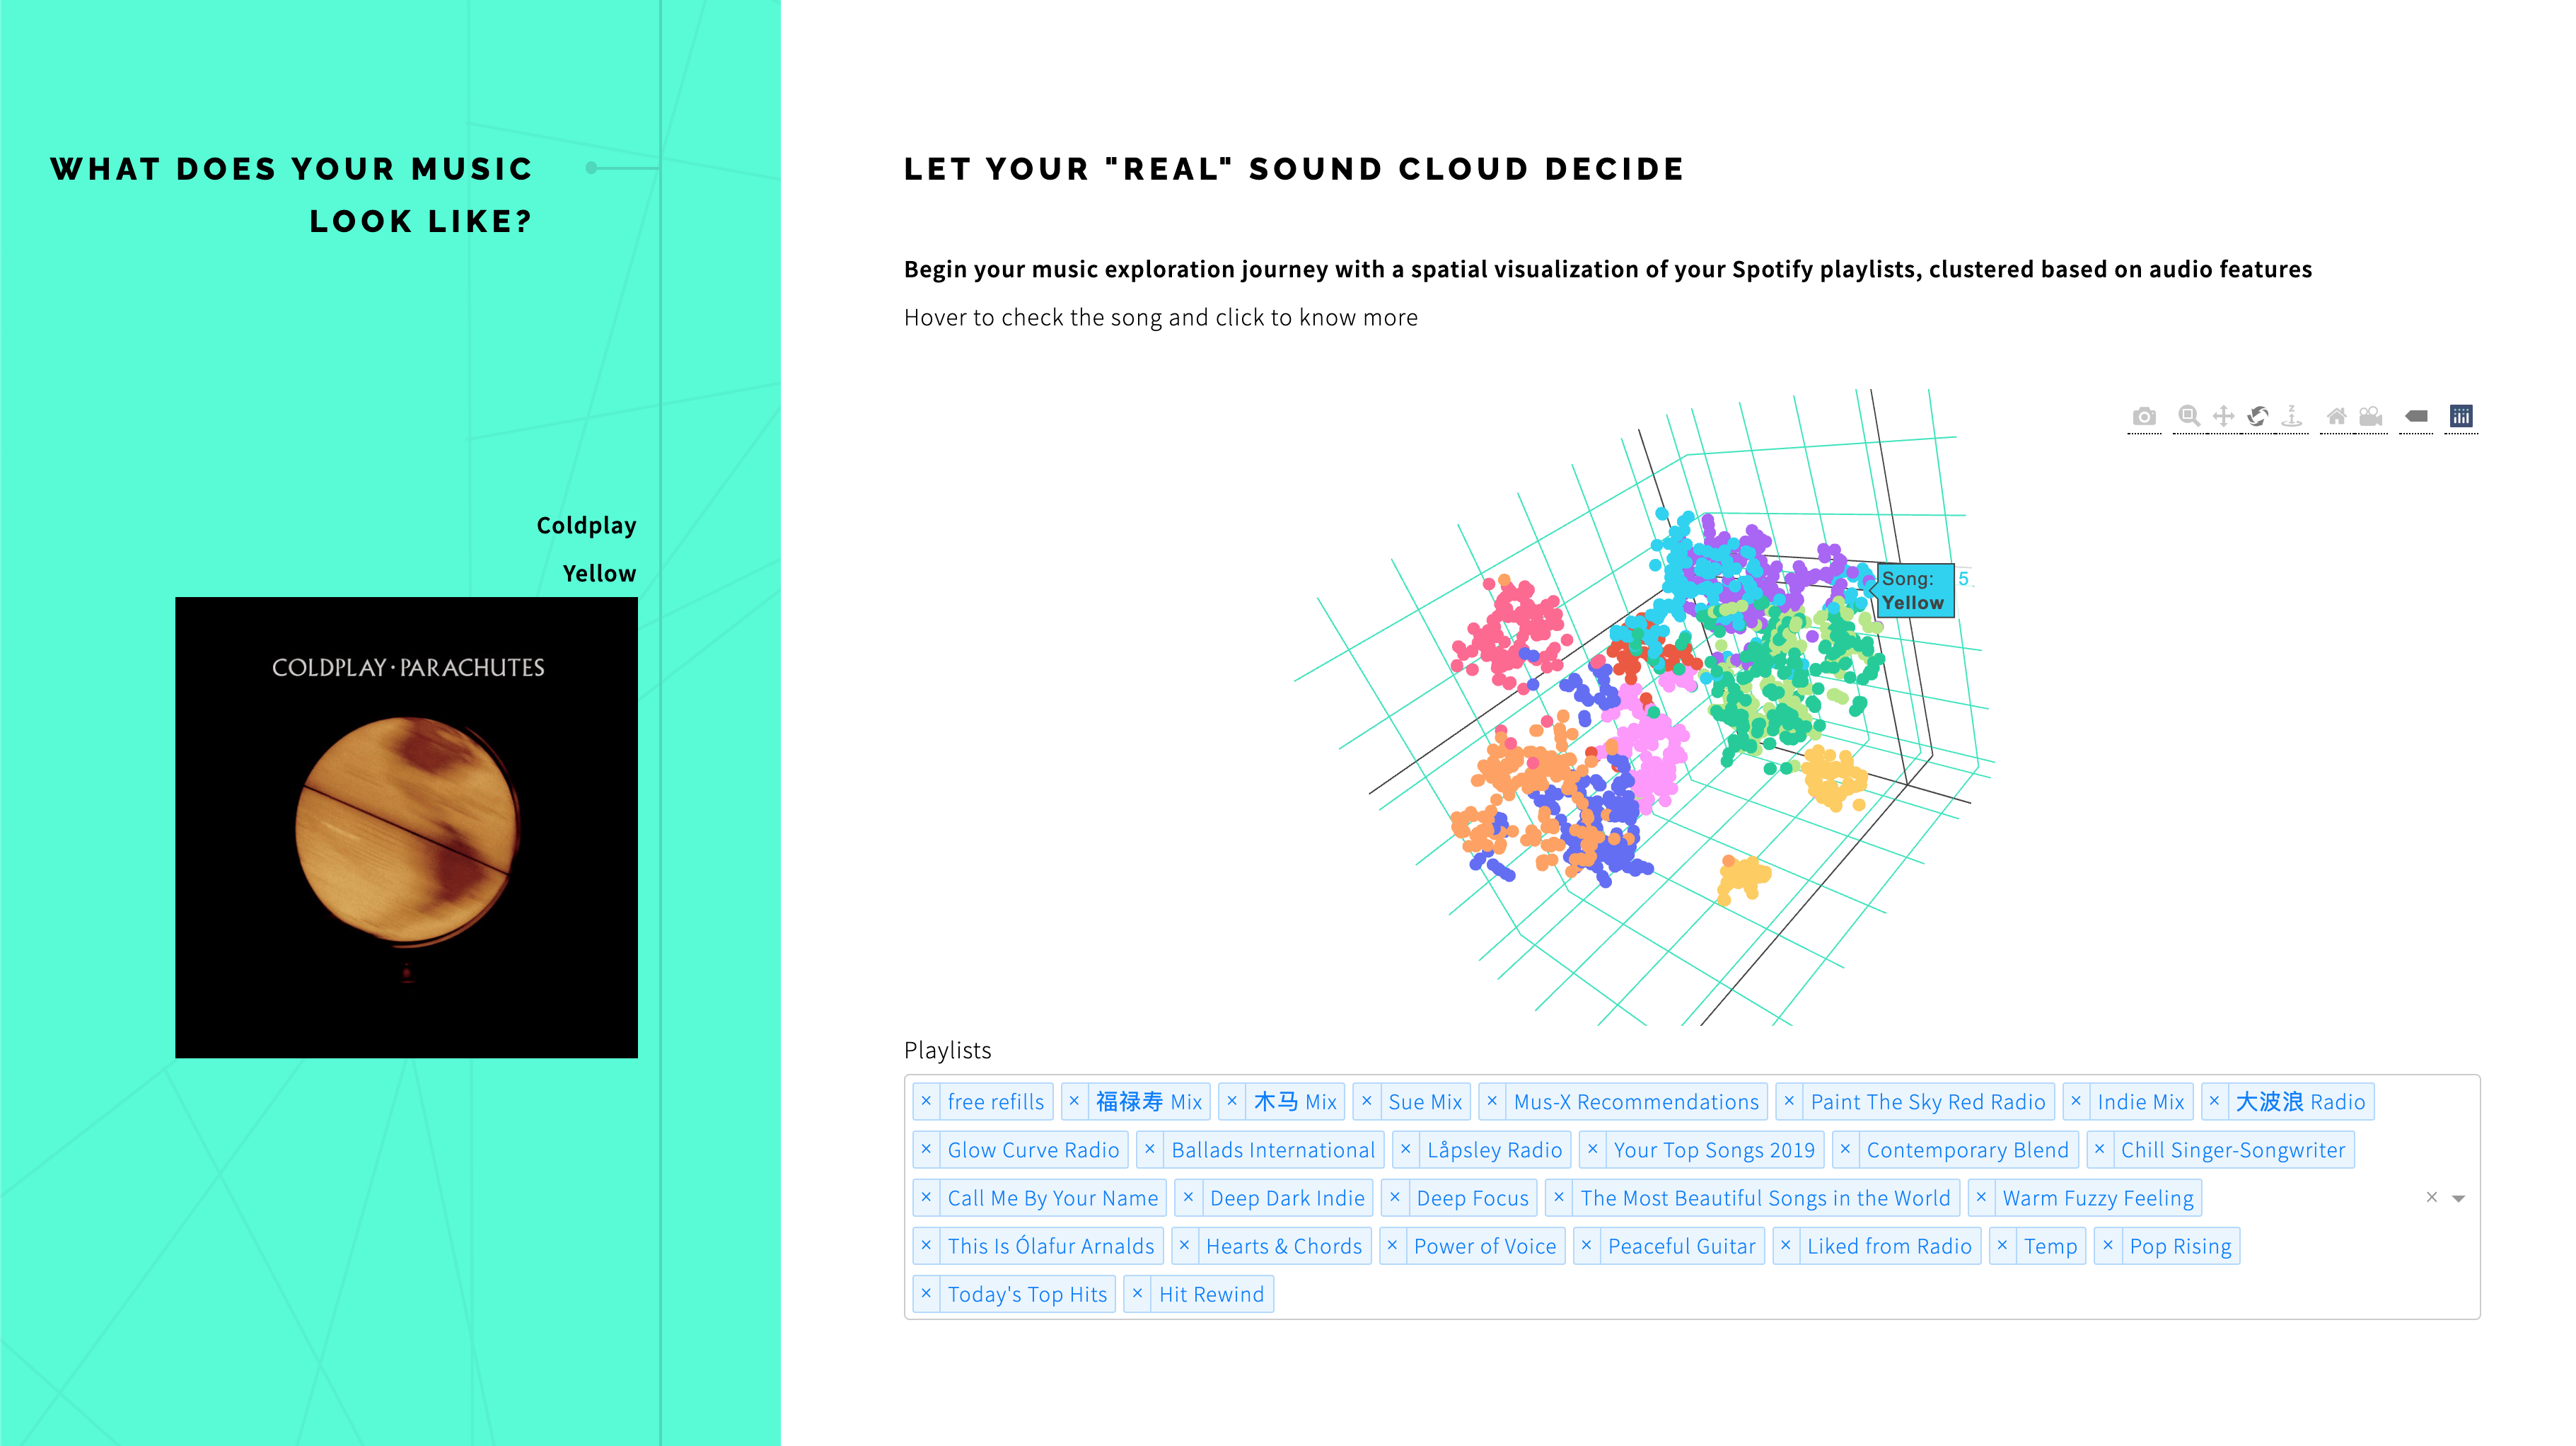 WHAT DOES YOUR MUSIC
LOOK LIKE?
Coldplay
Yellow
COLDPLAY·PARACHUTES
LET YOUR "REAL" SOUND CLOUD DECIDE
Begin your music exploration journey with a spatial visualization of your Spotify playlists, clustered based on audio features
Hover to check the song and click to know more
z
Song:
Yellow
5
Playlists
× free refills × 福禄寿 Mix × 木马 Mix × Sue Mix × Mus-X Recommendations × Paint The Sky Red Radio × Indie Mix × 大波浪 Radio
× Glow Curve Radio × Ballads International × Låpsley Radio × Your Top Songs 2019 × Contemporary Blend × Chill Singer-Songwriter
× Call Me By Your Name × Deep Dark Indie × Deep Focus × The Most Beautiful Songs in the World × Warm Fuzzy Feeling ×
× This Is Ólafur Arnalds × Hearts & Chords × Power of Voice × Peaceful Guitar × Liked from Radio × Temp × Pop Rising
× Today's Top Hits × Hit Rewind